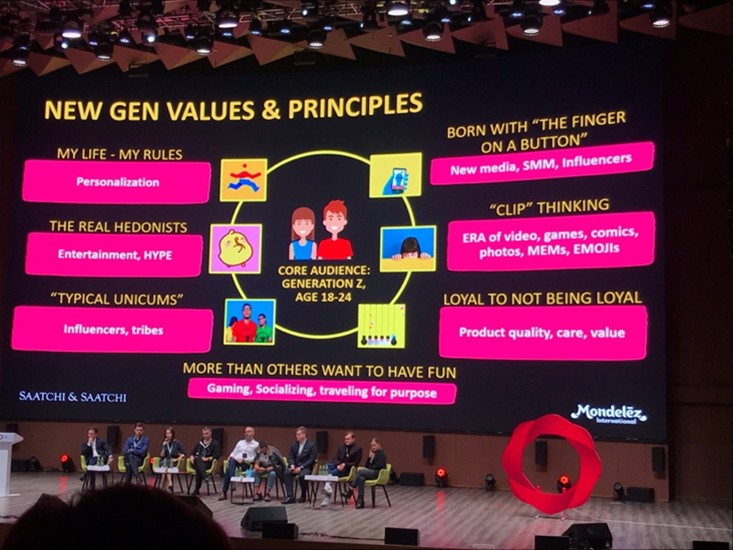 NEW GEN VALUES & PRINCIPLES
MY LIFE - MY RULES
Personalization
THE REAL HEDONISTS
Entertainment, HYPE
"TYPICAL UNICUMS"
Influencers, tribes
CORE AUDIENCE:
GENERATION Z,
AGE 18-24
BORN WITH "THE FINGER
ON A BUTTON"
New media, SMM, Influencers
"CLIP" THINKING
ERA of video, games, comics,
photos, MEMs, EMOJIs
LOYAL TO NOT BEING LOYAL
Product quality, care, value
MORE THAN OTHERS WANT TO HAVE FUN
Gaming, Socializing, traveling for purpose
SAATCHI & SAATCHI
Mondelēz
International